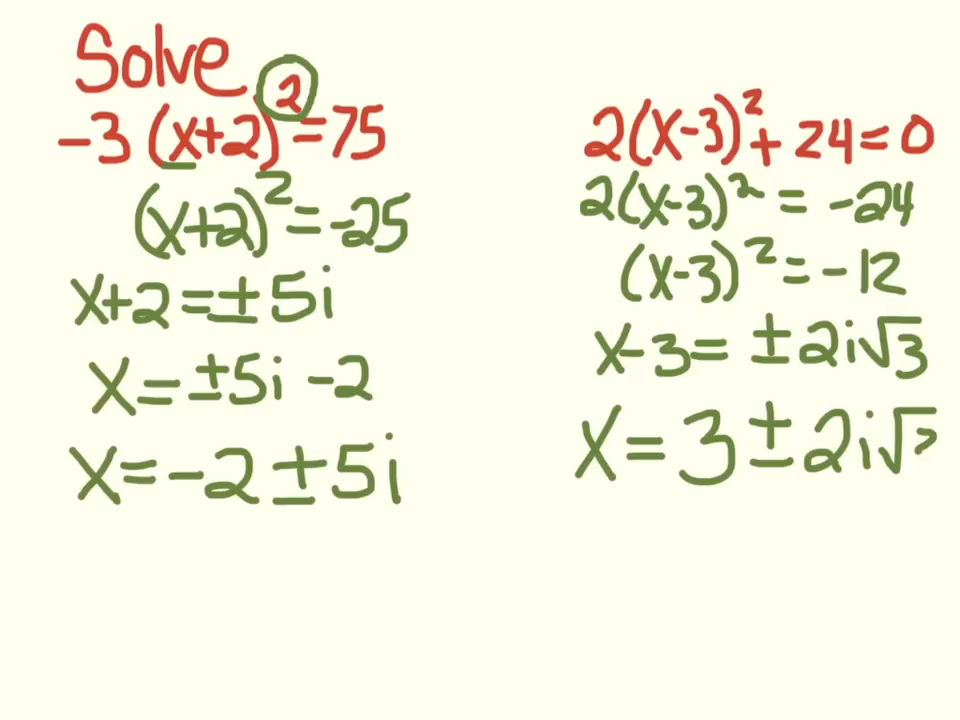 Solve
-3(x+2)²=75
(x+2)²=-25
x+2=±5i
x=±5i-2
x=-2±5i
2(x-3)²+24=0
2(x-3)²=-24
(x-3)²=-12
x-3=±2i√3
x=3±2i√